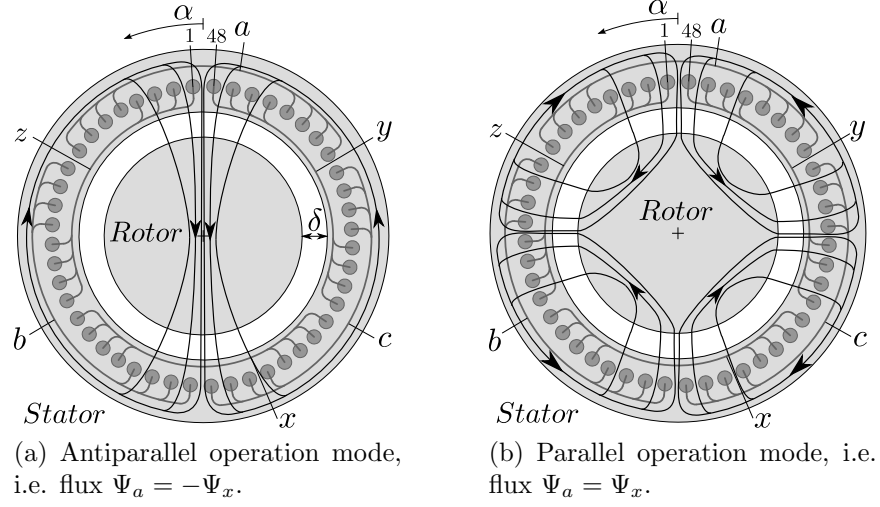 α
1 48 a
z
y
Rotor
δ
b
c
Stator
x
(a) Antiparallel operation mode,
i.e. flux Ψₐ = −Ψₓ.
α
1 48 a
z
y
Rotor
b
c
Stator
x
(b) Parallel operation mode, i.e.
flux Ψₐ = Ψₓ.